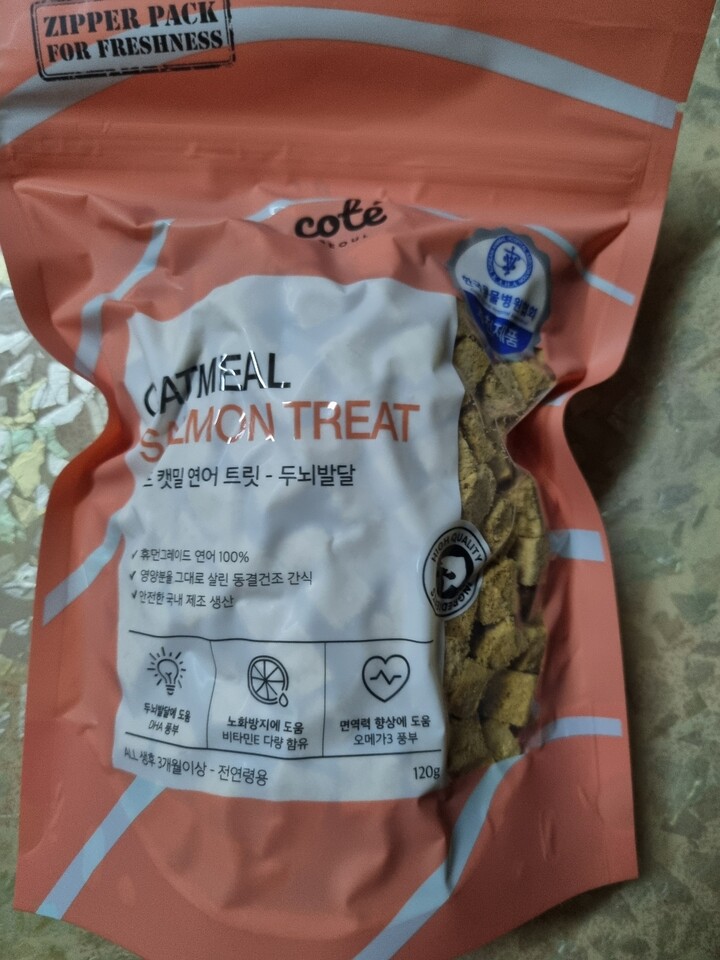 ZIPPER PACK
FOR FRESHNESS
coté
SEOUL
CATMEAL
SALMON TREAT
캣밀 연어 트릿 - 두뇌발달
✓ 휴먼그레이드 연어 100%
✓ 영양분을 그대로 살린 동결건조 간식
✓ 안전한 국내 제조 생산
HIGH QUALITY
두뇌발달에 도움
DHA 풍부
노화방지에 도움
비타민E 다량 함유
면역력 향상에 도움
오메가3 풍부
ALL 생후 3개월이상 - 전연령용
120g